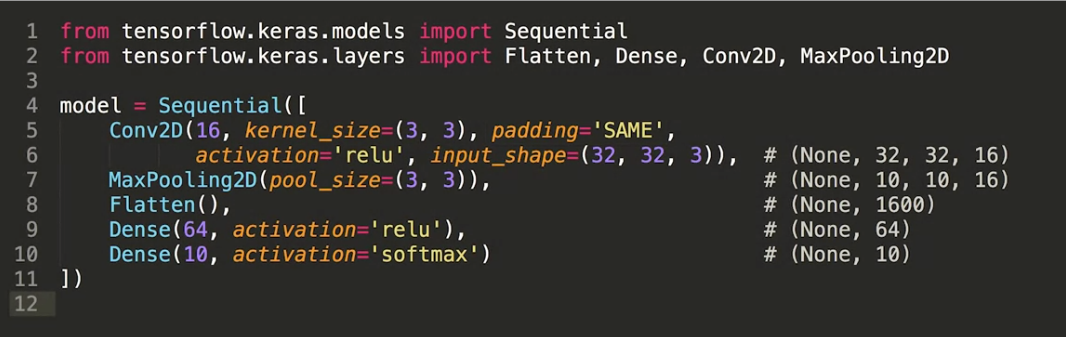 1 from tensorflow.keras.models import Sequential
2 from tensorflow.keras.layers import Flatten, Dense, Conv2D, MaxPooling2D
3
4 model = Sequential([
5     Conv2D(16, kernel_size=(3, 3), padding='SAME',
6            activation='relu', input_shape=(32, 32, 3)),  # (None, 32, 32, 16)
7     MaxPooling2D(pool_size=(3, 3)),                      # (None, 10, 10, 16)
8     Flatten(),                                           # (None, 1600)
9     Dense(64, activation='relu'),                        # (None, 64)
10     Dense(10, activation='softmax')                      # (None, 10)
11 ])
12